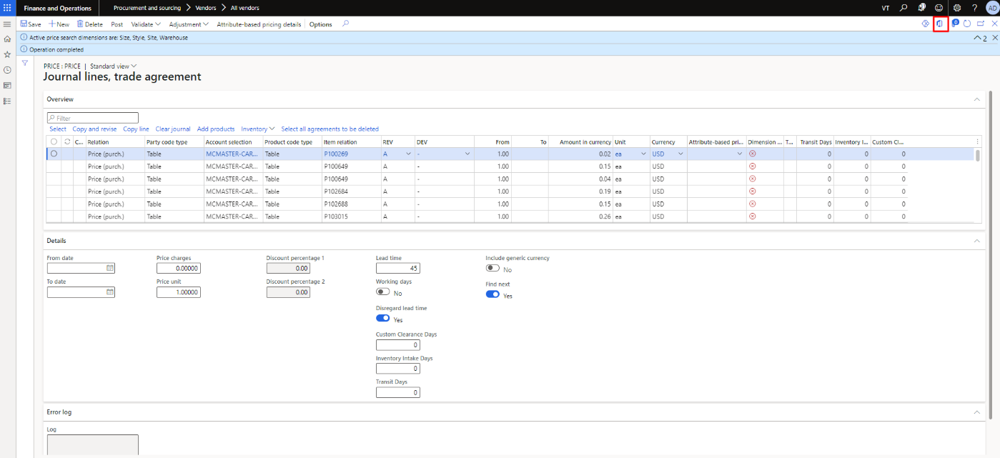 Finance and Operations Procurement and sourcing > Vendors > All vendors VT ? AD
Save + New Delete Post Validate Adjustment Attribute-based pricing details Options 0
Active price search dimensions are: Size, Style, Site, Warehouse
2
Operation completed
PRICE : PRICE | Standard view
Journal lines, trade agreement
Overview
Filter
Select Copy and revise Copy line Clear journal Add products Inventory Select all agreements to be deleted
C... Relation Party code type Account selection Product code type Item relation REV DEV From To Amount in currency Unit Currency Attribute-based pri... Dimension ... T... Transit Days Inventory I... Custom Cl...
Price (purch.) Table MCMASTER-CAR... Table P100269 A - 1.00 0.02 ea USD 0 0 0
Price (purch.) Table MCMASTER-CAR... Table P100649 A - 1.00 0.15 ea USD 0 0 0
Price (purch.) Table MCMASTER-CAR... Table P100649 A - 1.00 0.04 ea USD 0 0 0
Price (purch.) Table MCMASTER-CAR... Table P102684 A - 1.00 0.19 ea USD 0 0 0
Price (purch.) Table MCMASTER-CAR... Table P102688 A - 1.00 0.15 ea USD 0 0 0
Price (purch.) Table MCMASTER-CAR... Table P103015 A - 1.00 0.26 ea USD 0 0 0
Details
From date Price charges Discount percentage 1 Lead time Include generic currency
0.00000 0.00 45 No
To date Price unit Discount percentage 2 Working days Find next
1.00000 0.00 No Yes
Disregard lead time
Yes
Custom Clearance Days
0
Inventory Intake Days
0
Transit Days
0
Error log
Log